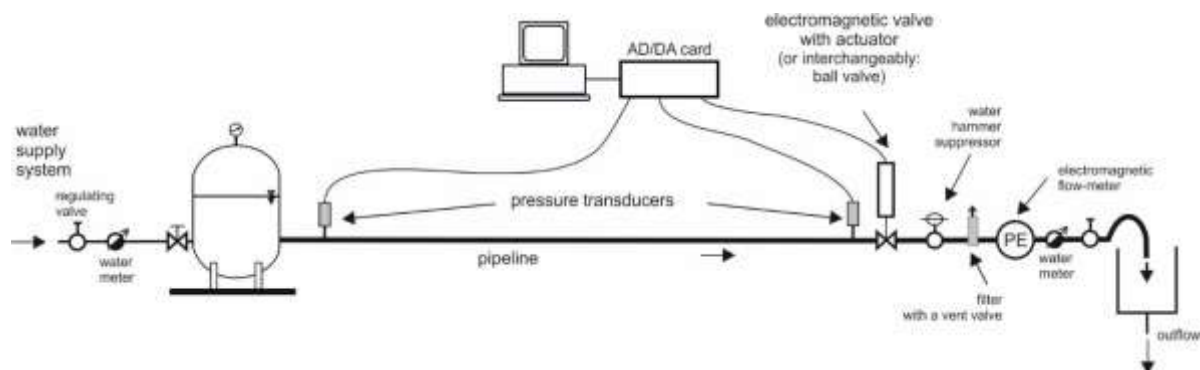 water
supply
system
regulating
valve
water
meter
AD/DA card
electromagnetic valve
with actuator
(or interchangeably:
ball valve)
water
hammer
suppressor
electromagnetic
flow-meter
pressure transducers
pipeline
PE
water
meter
filter
with a vent valve
outflow